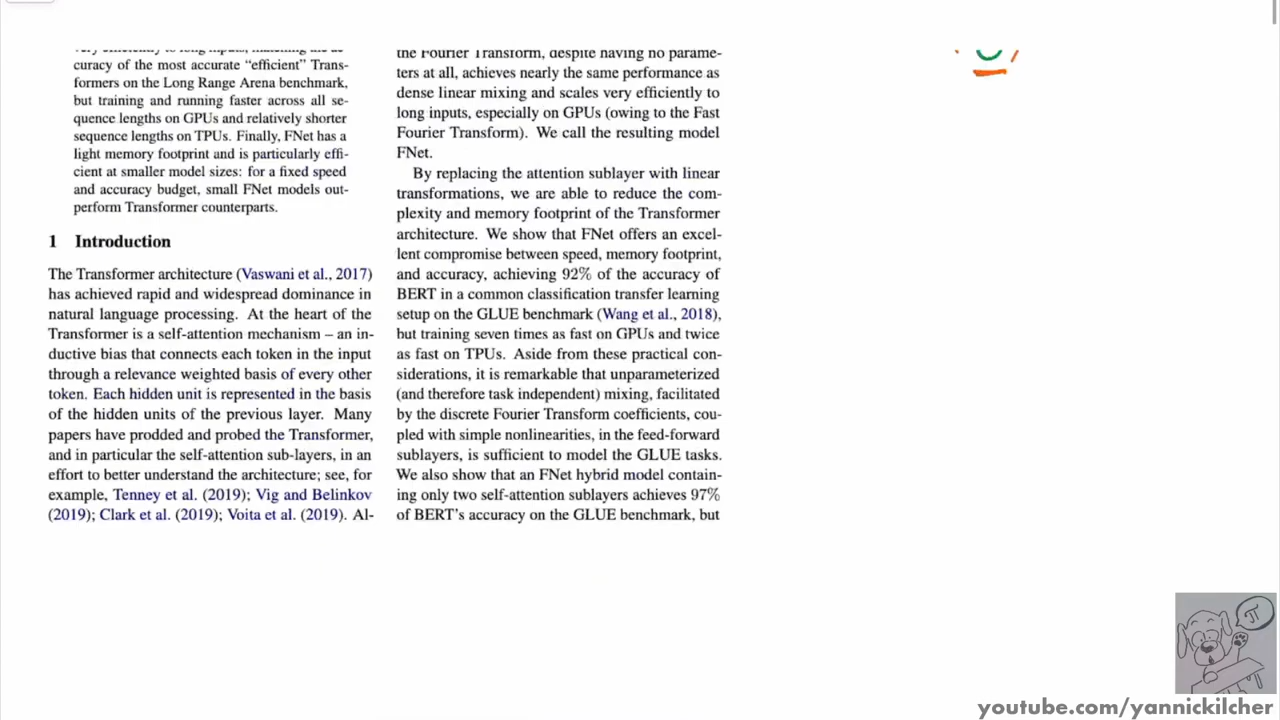 very efficiently to long inputs, matching the ac-
curacy of the most accurate “efficient” Trans-
formers on the Long Range Arena benchmark,
but training and running faster across all se-
quence lengths on GPUs and relatively shorter
sequence lengths on TPUs. Finally, FNet has a
light memory footprint and is particularly effi-
cient at smaller model sizes: for a fixed speed
and accuracy budget, small FNet models out-
perform Transformer counterparts.
1 Introduction
The Transformer architecture (Vaswani et al., 2017)
has achieved rapid and widespread dominance in
natural language processing. At the heart of the
Transformer is a self-attention mechanism – an in-
ductive bias that connects each token in the input
through a relevance weighted basis of every other
token. Each hidden unit is represented in the basis
of the hidden units of the previous layer. Many
papers have prodded and probed the Transformer,
and in particular the self-attention sub-layers, in an
effort to better understand the architecture; see, for
example, Tenney et al. (2019); Vig and Belinkov
(2019); Clark et al. (2019); Voita et al. (2019). Al-
the Fourier Transform, despite having no parame-
ters at all, achieves nearly the same performance as
dense linear mixing and scales very efficiently to
long inputs, especially on GPUs (owing to the Fast
Fourier Transform). We call the resulting model
FNet.
By replacing the attention sublayer with linear
transformations, we are able to reduce the com-
plexity and memory footprint of the Transformer
architecture. We show that FNet offers an excel-
lent compromise between speed, memory footprint,
and accuracy, achieving 92% of the accuracy of
BERT in a common classification transfer learning
setup on the GLUE benchmark (Wang et al., 2018),
but training seven times as fast on GPUs and twice
as fast on TPUs. Aside from these practical con-
siderations, it is remarkable that unparameterized
(and therefore task independent) mixing, facilitated
by the discrete Fourier Transform coefficients, cou-
pled with simple nonlinearities, in the feed-forward
sublayers, is sufficient to model the GLUE tasks.
We also show that an FNet hybrid model contain-
ing only two self-attention sublayers achieves 97%
of BERT’s accuracy on the GLUE benchmark, but
π
youtube.com/yannickilcher